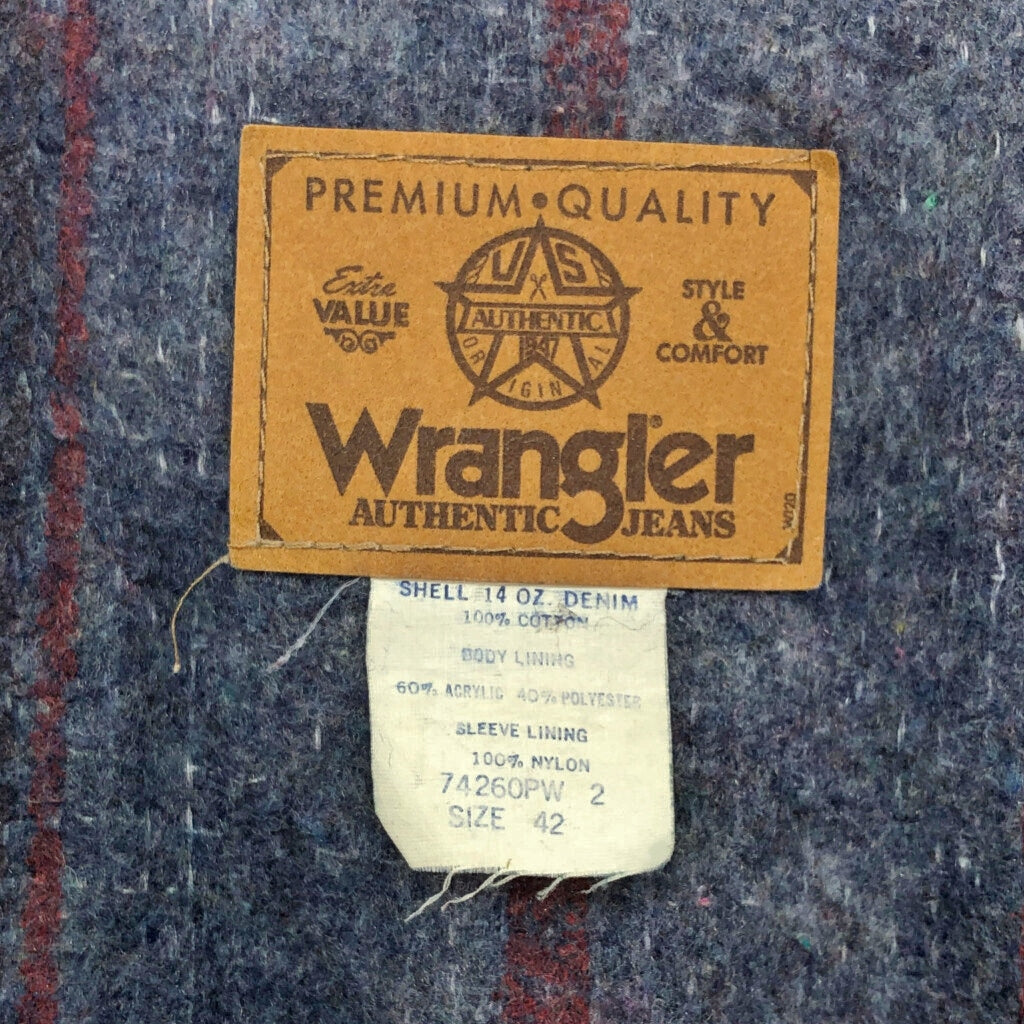 PREMIUM•QUALITY
U S
Extra
VALUE
AUTHENTIC
1947
ORIGINAL
STYLE
&
COMFORT
Wrangler
AUTHENTIC JEANS
SHELL 14 OZ. DENIM
100% COTTON
BODY LINING
60% ACRYLIC 40% POLYESTER
SLEEVE LINING
100% NYLON
74260PW 2
SIZE 42